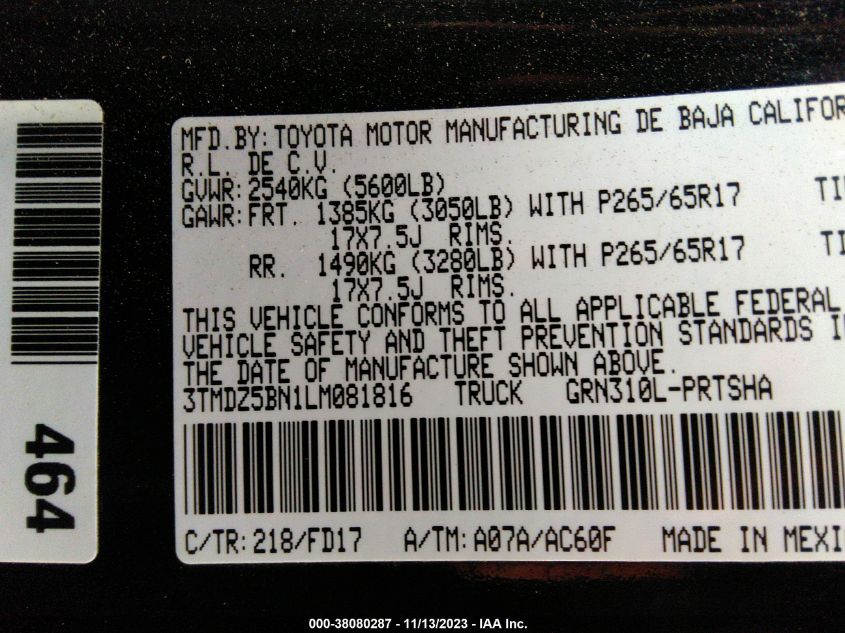 MFD.BY: TOYOTA MOTOR MANUFACTURING DE BAJA CALIFOR
R.L. DE C.V.
GVWR: 2540KG (5600LB)
GAWR: FRT. 1385KG (3050LB) WITH P265/65R17 TI
17X7.5J RIMS.
RR. 1490KG (3280LB) WITH P265/65R17 TI
17X7.5J RIMS.
THIS VEHICLE CONFORMS TO ALL APPLICABLE FEDERAL
VEHICLE SAFETY AND THEFT PREVENTION STANDARDS I
THE DATE OF MANUFACTURE SHOWN ABOVE.
3TMDZ5BN1LM081816 TRUCK GRN310L-PRTSHA
C/TR: 218/FD17 A/TM: A07A/AC60F MADE IN MEXI
464
000-38080287 - 11/13/2023 - IAA Inc.